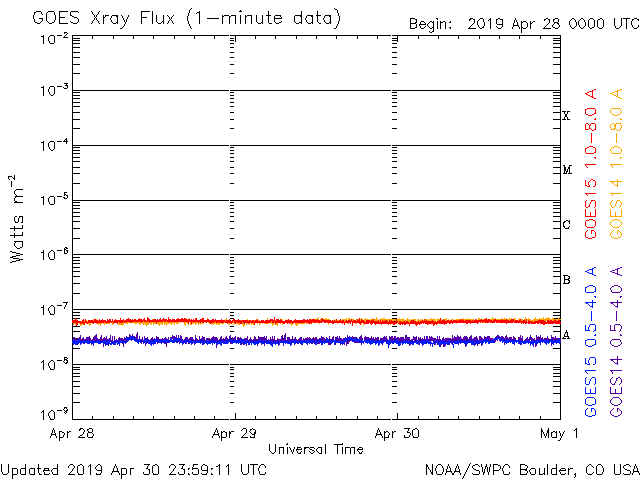 GOES Xray Flux (1-minute data)
Begin: 2019 Apr 28 0000 UTC
10⁻²
10⁻³
10⁻⁴
10⁻⁵
10⁻⁶
10⁻⁷
10⁻⁸
10⁻⁹
Watts m⁻²
X
M
C
B
A
GOES15 1.0-8.0 A
GOES14 1.0-8.0 A
GOES15 0.5-4.0 A
GOES14 0.5-4.0 A
Apr 28 Apr 29 Apr 30 May 1
Universal Time
Updated 2019 Apr 30 23:59:11 UTC
NOAA/SWPC Boulder, CO USA